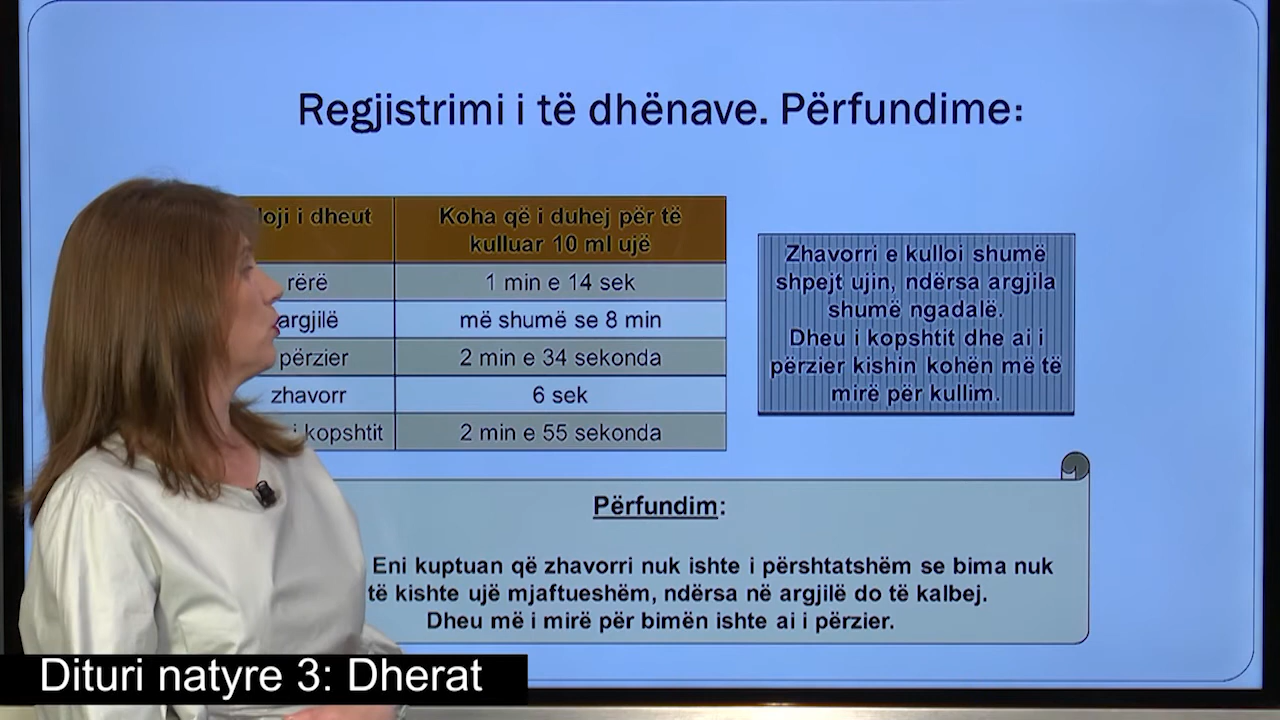 Regjistrimi i të dhënave. Përfundime:
i dheut
Koha që i duhej për të
kulluar 10 ml ujë
rërë
1 min e 14 sek
argjilë
më shumë se 8 min
përzier
2 min e 34 sekonda
zhavorr
6 sek
i kopshtit
2 min e 55 sekonda
Zhavorri e kulloi shumë
shpejt ujin, ndërsa argjila
shumë ngadalë.
Dheu i kopshtit dhe ai i
përzier kishin kohën më të
mirë për kullim.
Përfundim:
Eni kuptuan që zhavorri nuk ishte i përshtatshëm se bima nuk
të kishte ujë mjaftueshëm, ndërsa në argjilë do të kalbej.
Dheu më i mirë për bimën ishte ai i përzier.
Dituri natyre 3: Dherat